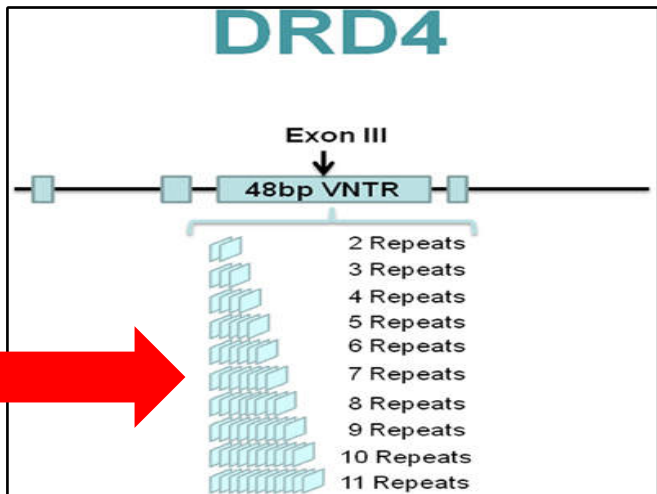 DRD4
Exon III
48bp VNTR
2 Repeats
3 Repeats
4 Repeats
5 Repeats
6 Repeats
7 Repeats
8 Repeats
9 Repeats
10 Repeats
11 Repeats